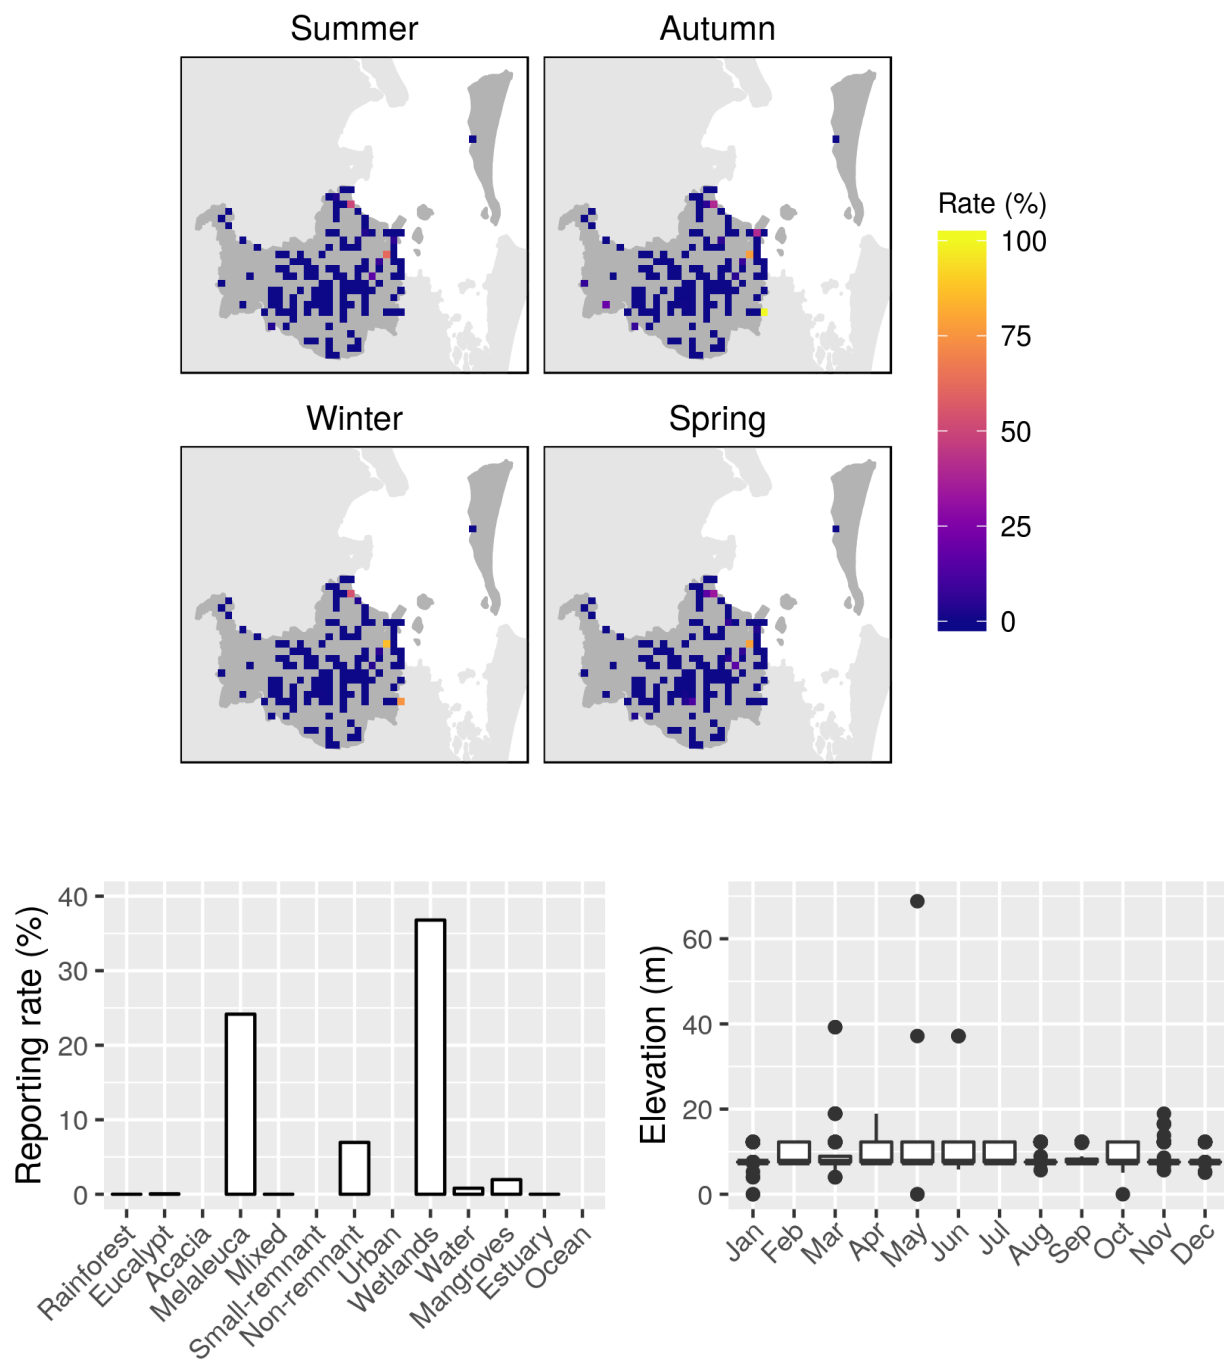 Summer
Autumn
Winter
Spring
Rate (%)
100
75
50
25
0
Reporting rate (%)
40
30
20
10
0
Rainforest
Eucalypt
Acacia
Melaleuca
Mixed
Small-remnant
Non-remnant
Urban
Wetlands
Water
Mangroves
Estuary
Ocean
Elevation (m)
60
40
20
0
Jan
Feb
Mar
Apr
May
Jun
Jul
Aug
Sep
Oct
Nov
Dec